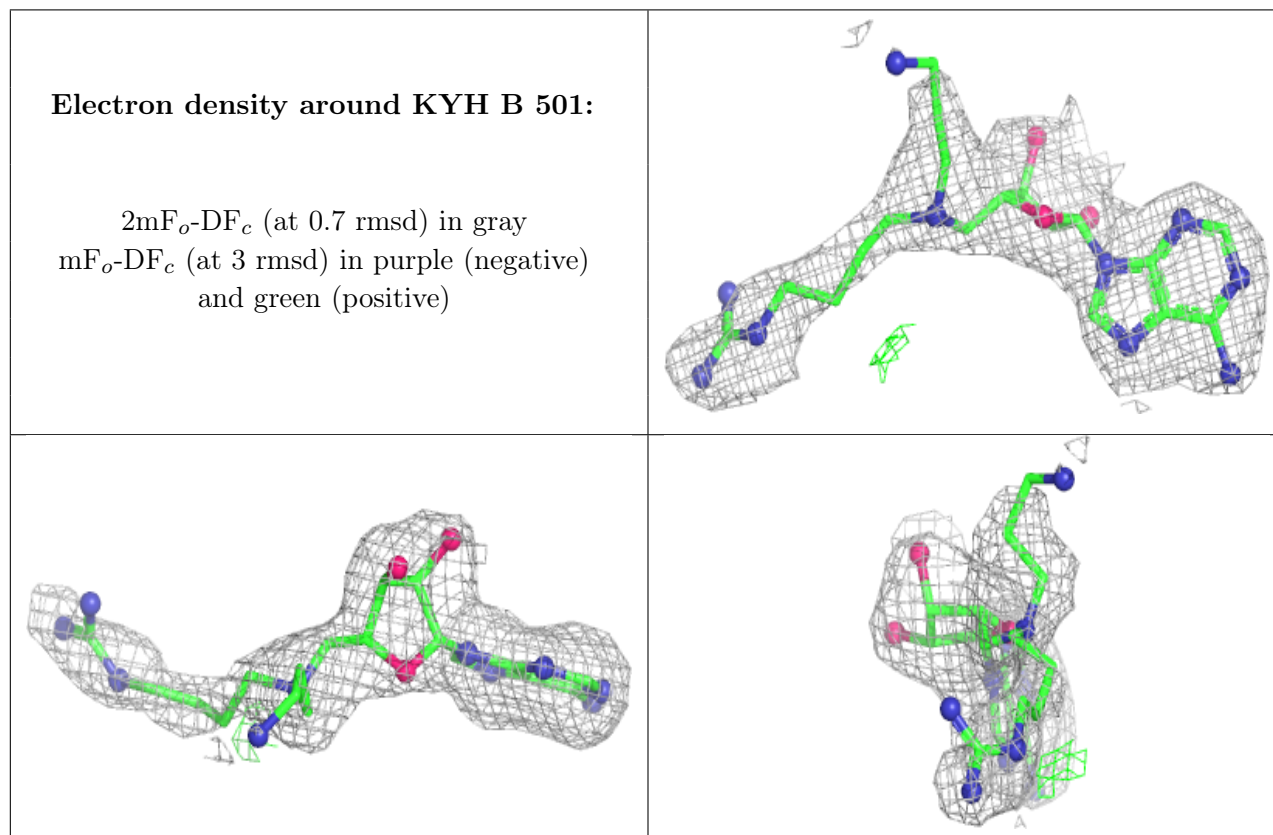 Electron density around KYH B 501:
2mFo-DFc (at 0.7 rmsd) in gray
mFo-DFc (at 3 rmsd) in purple (negative)
and green (positive)